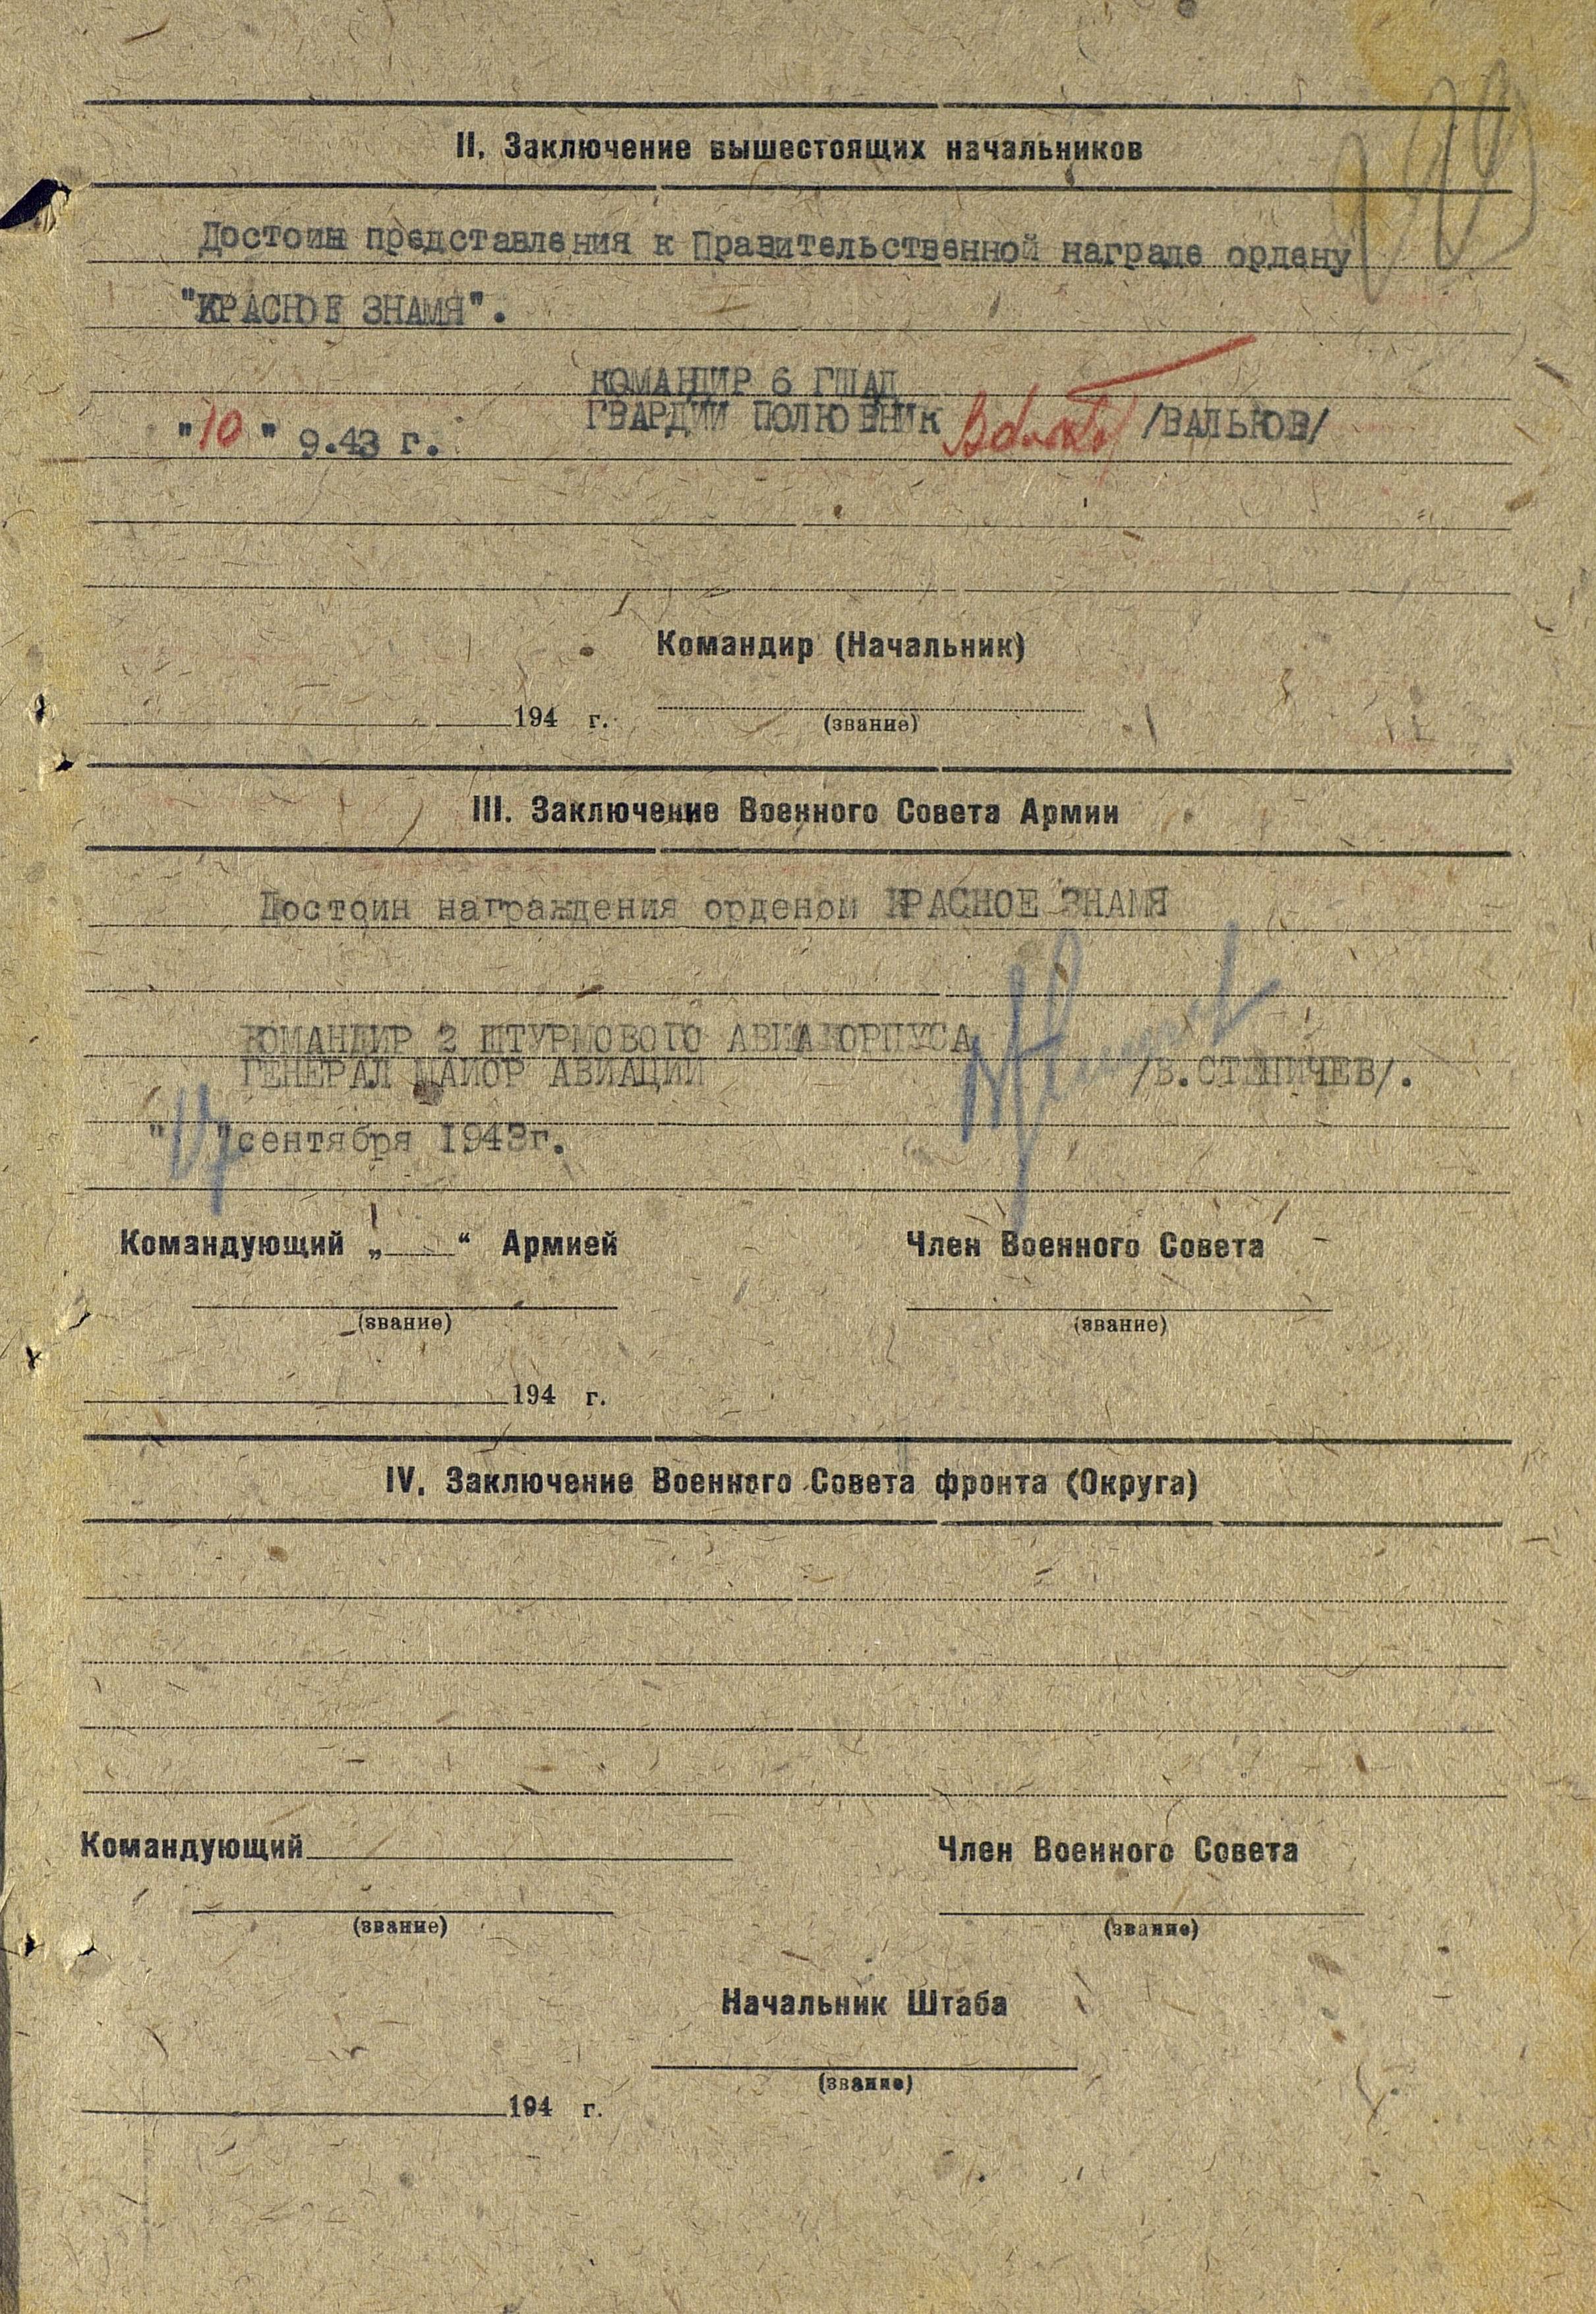 II. Заключение вышестоящих начальников
Достоин представления к Правительственной награде ордену
"КРАСНОЕ ЗНАМЯ".
КОМАНДИР 6 ГШАД
ГВАРДИИ ПОЛКОВНИК /ВАЛЬКОВ/
"10" 9.43 г.
Командир (Начальник)
194 г.
(звание)
III. Заключение Военного Совета Армии
Достоин награждения орденом КРАСНОЕ ЗНАМЯ
КОМАНДИР 2 ШТУРМОВОГО АВИАКОРПУСА
ГЕНЕРАЛ МАЙОР АВИАЦИИ /В.СТЕПИЧЕВ/.
"17" сентября 1943г.
Командующий „ “ Армией Член Военного Совета
(звание) (звание)
194 г.
IV. Заключение Военного Совета фронта (Округа)
Командующий Член Военного Совета
(звание) (звание)
Начальник Штаба
(звание)
194 г.